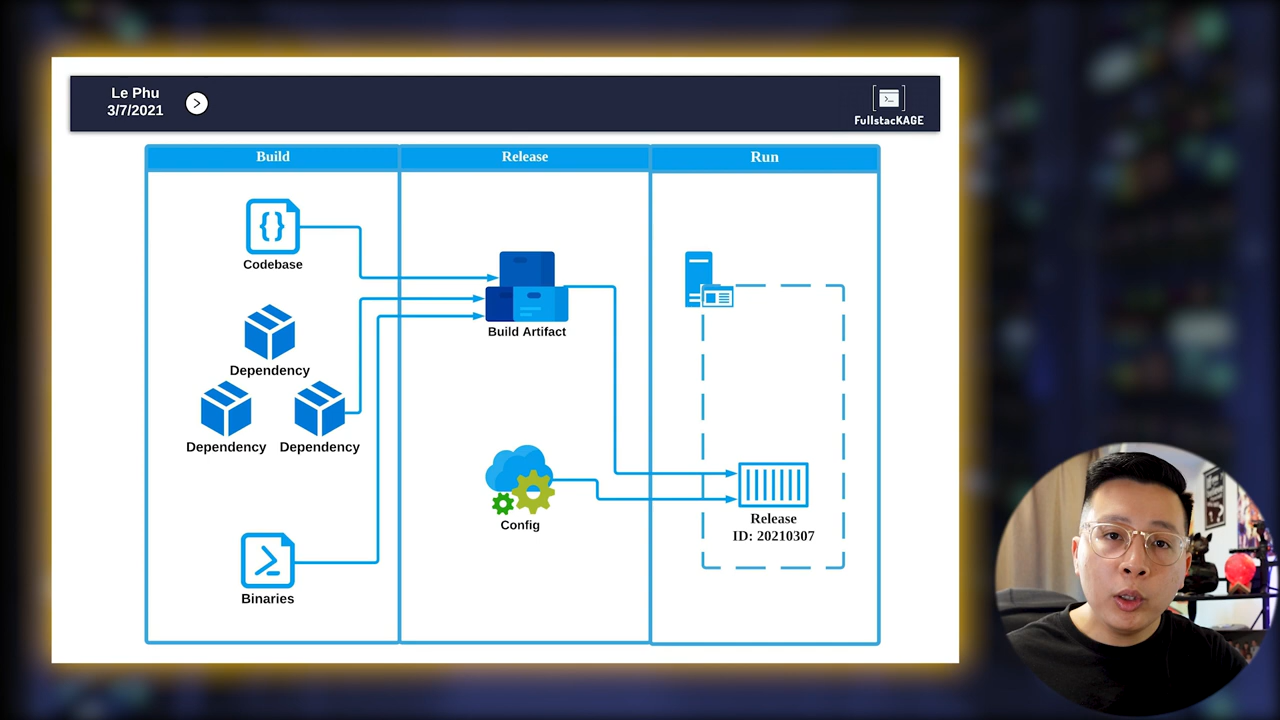 Le Phu
3/7/2021
FullstacKAGE
Build
Release
Run
Codebase
Dependency
Dependency
Dependency
Binaries
Build Artifact
Config
Release
ID: 20210307